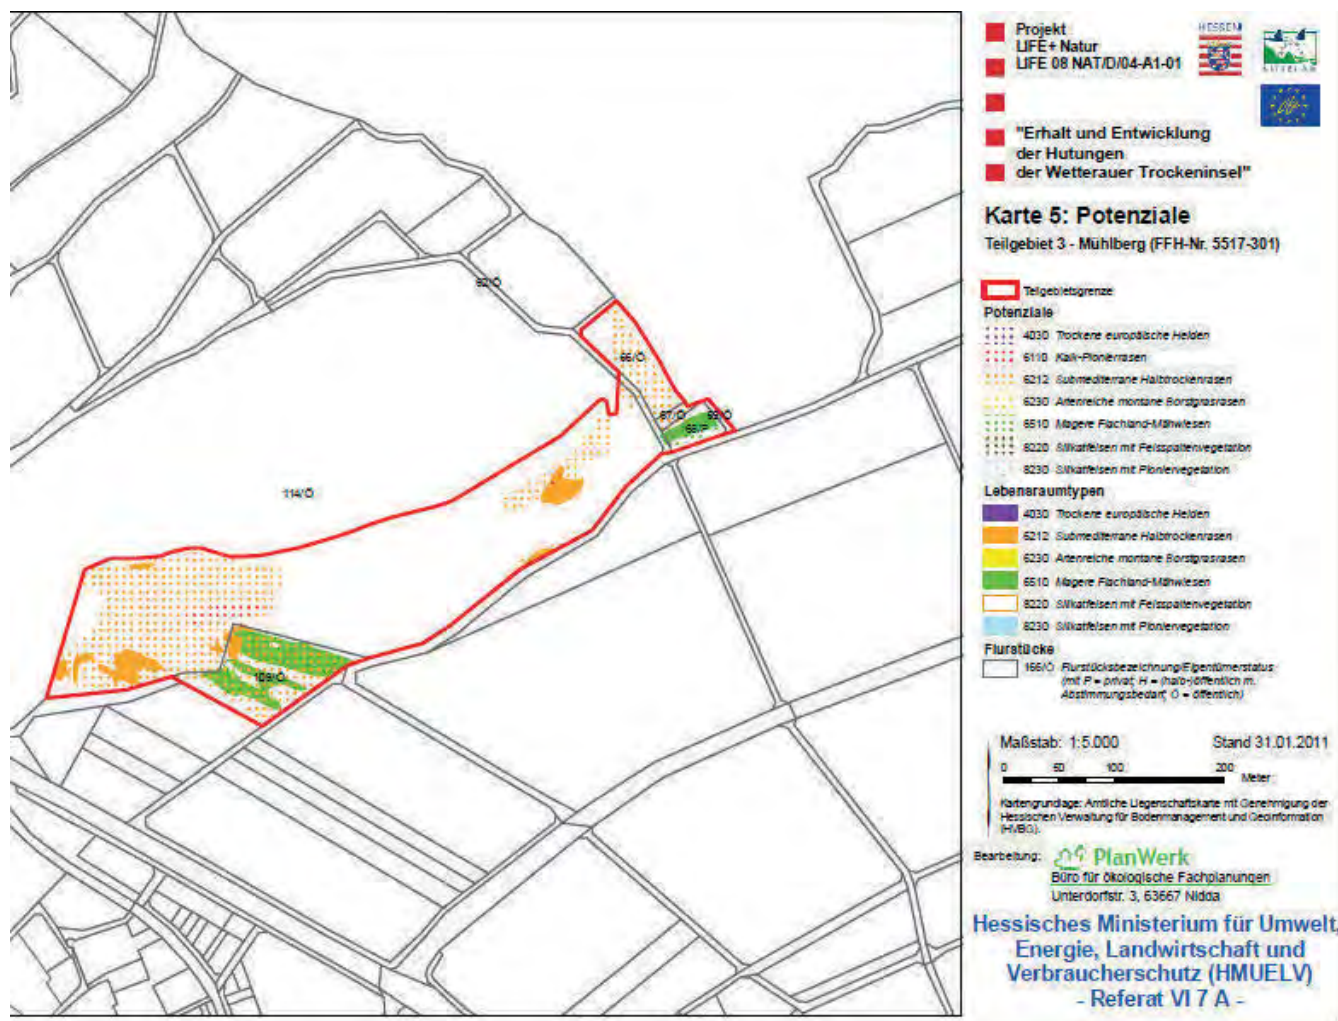 Projekt
LIFE+ Natur
LIFE 08 NAT/D/04-A1-01
HESSEN
"Erhalt und Entwicklung
der Hutungen
der Wetterauer Trockeninsel"
Karte 5: Potenziale
Teilgebiet 3 - Mühlberg (FFH-Nr. 5517-301)
Teilgebietsgrenze
Potenziale
4030 Trockene europäische Heiden
6110 Kalk-Pionierrasen
6212 Submediterrane Halbtrockenrasen
6230 Artenreiche montane Borstgrasrasen
6510 Magere Flachland-Mähwiesen
8220 Silikatfelsen mit Felsspaltenvegetation
8230 Silikatfelsen mit Pioniervegetation
Lebensraumtypen
4030 Trockene europäische Heiden
6212 Submediterrane Halbtrockenrasen
6230 Artenreiche montane Borstgrasrasen
6510 Magere Flachland-Mähwiesen
8220 Silikatfelsen mit Felsspaltenvegetation
8230 Silikatfelsen mit Pioniervegetation
Flurstücke
166/Ö Flurstücksbezeichnung/Eigentümerstatus
(mit P = privat, H = (halb-)öffentlich m.
Abstimmungsbedarf, Ö = öffentlich)
Maßstab: 1:5.000 Stand 31.01.2011
0 50 100 200
Meter
Kartengrundlage: Amtliche Liegenschaftskarte mit Genehmigung der
Hessischen Verwaltung für Bodenmanagement und Geoinformation
(HVBG).
Bearbeitung: PlanWerk
Büro für ökologische Fachplanungen
Unterdorfstr. 3, 63667 Nidda
Hessisches Ministerium für Umwelt,
Energie, Landwirtschaft und
Verbraucherschutz (HMUELV)
- Referat VI 7 A -
62/Ö
66/Ö
67/Ö
68/P
114/Ö
109/Ö